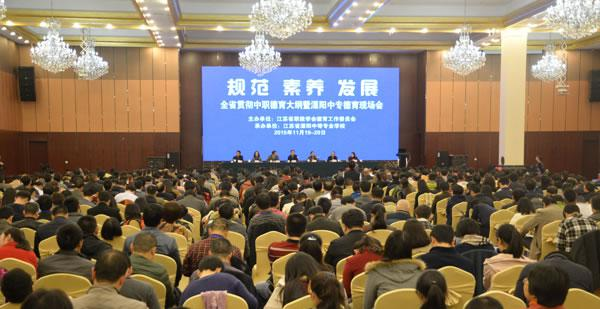 规范 素养 发展
全省贯彻中职德育大纲暨溧阳中专德育现场会
主办单位：江苏省职教学会德育工作委员会
承办单位：江苏省溧阳中等专业学校
2015年11月19-20日